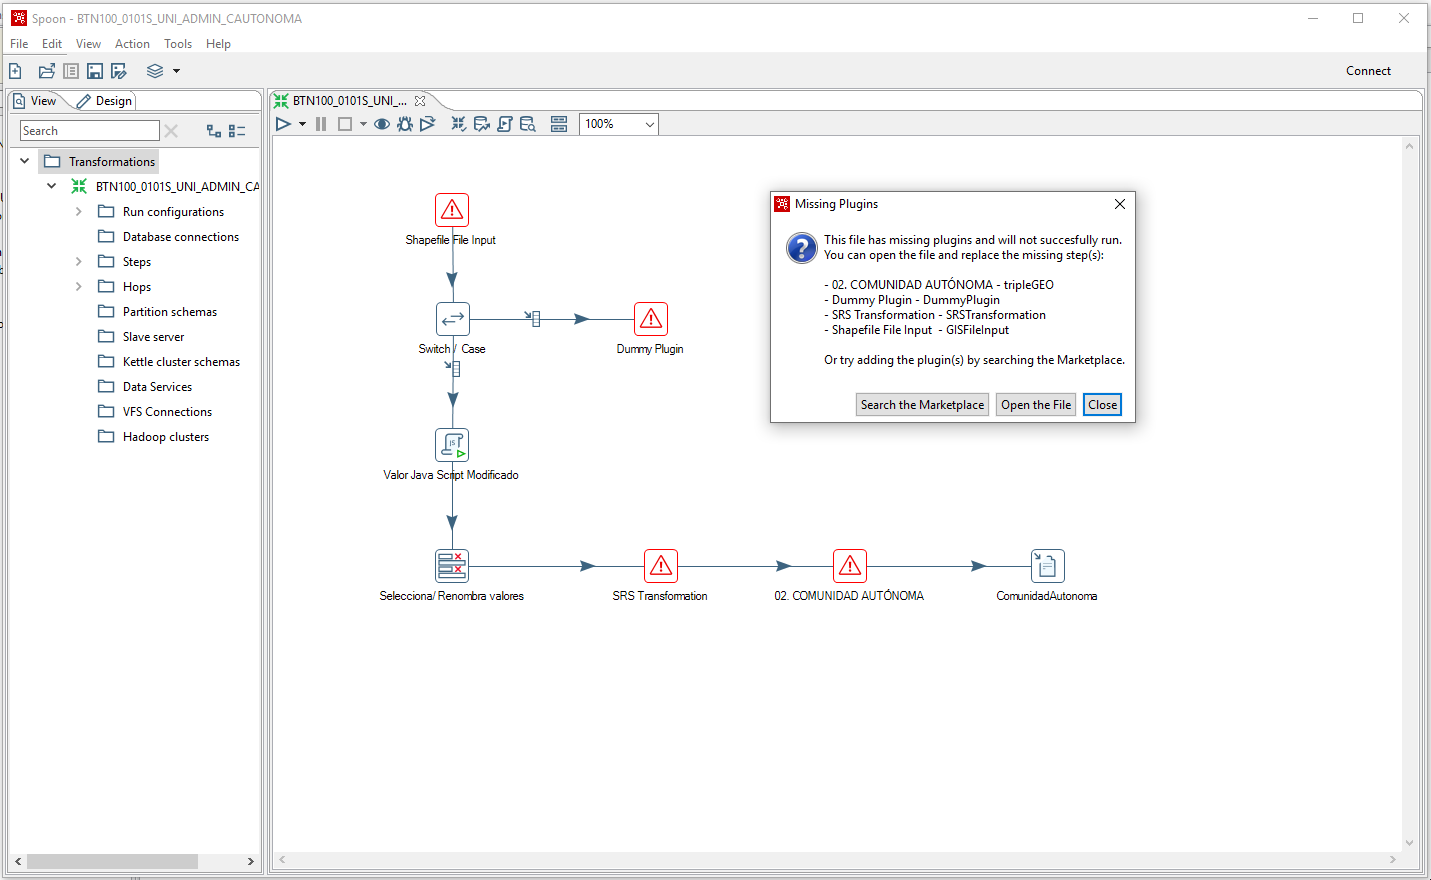 Spoon - BTN100_0101S_UNI_ADMIN_CAUTONOMA
File Edit View Action Tools Help
Connect
View Design
Search
Transformations
BTN100_0101S_UNI_ADMIN_CA
Run configurations
Database connections
Steps
Hops
Partition schemas
Slave server
Kettle cluster schemas
Data Services
VFS Connections
Hadoop clusters
BTN100_0101S_UNI_...
100%
Shapefile File Input
Switch / Case
Dummy Plugin
Valor Java Script Modificado
Selecciona/ Renombra valores
SRS Transformation
02. COMUNIDAD AUTÓNOMA
ComunidadAutonoma
Missing Plugins
This file has missing plugins and will not succesfully run.
You can open the file and replace the missing step(s):
- 02. COMUNIDAD AUTÓNOMA - tripleGEO
- Dummy Plugin - DummyPlugin
- SRS Transformation - SRSTransformation
- Shapefile File Input - GISFileInput
Or try adding the plugin(s) by searching the Marketplace.
Search the Marketplace Open the File Close